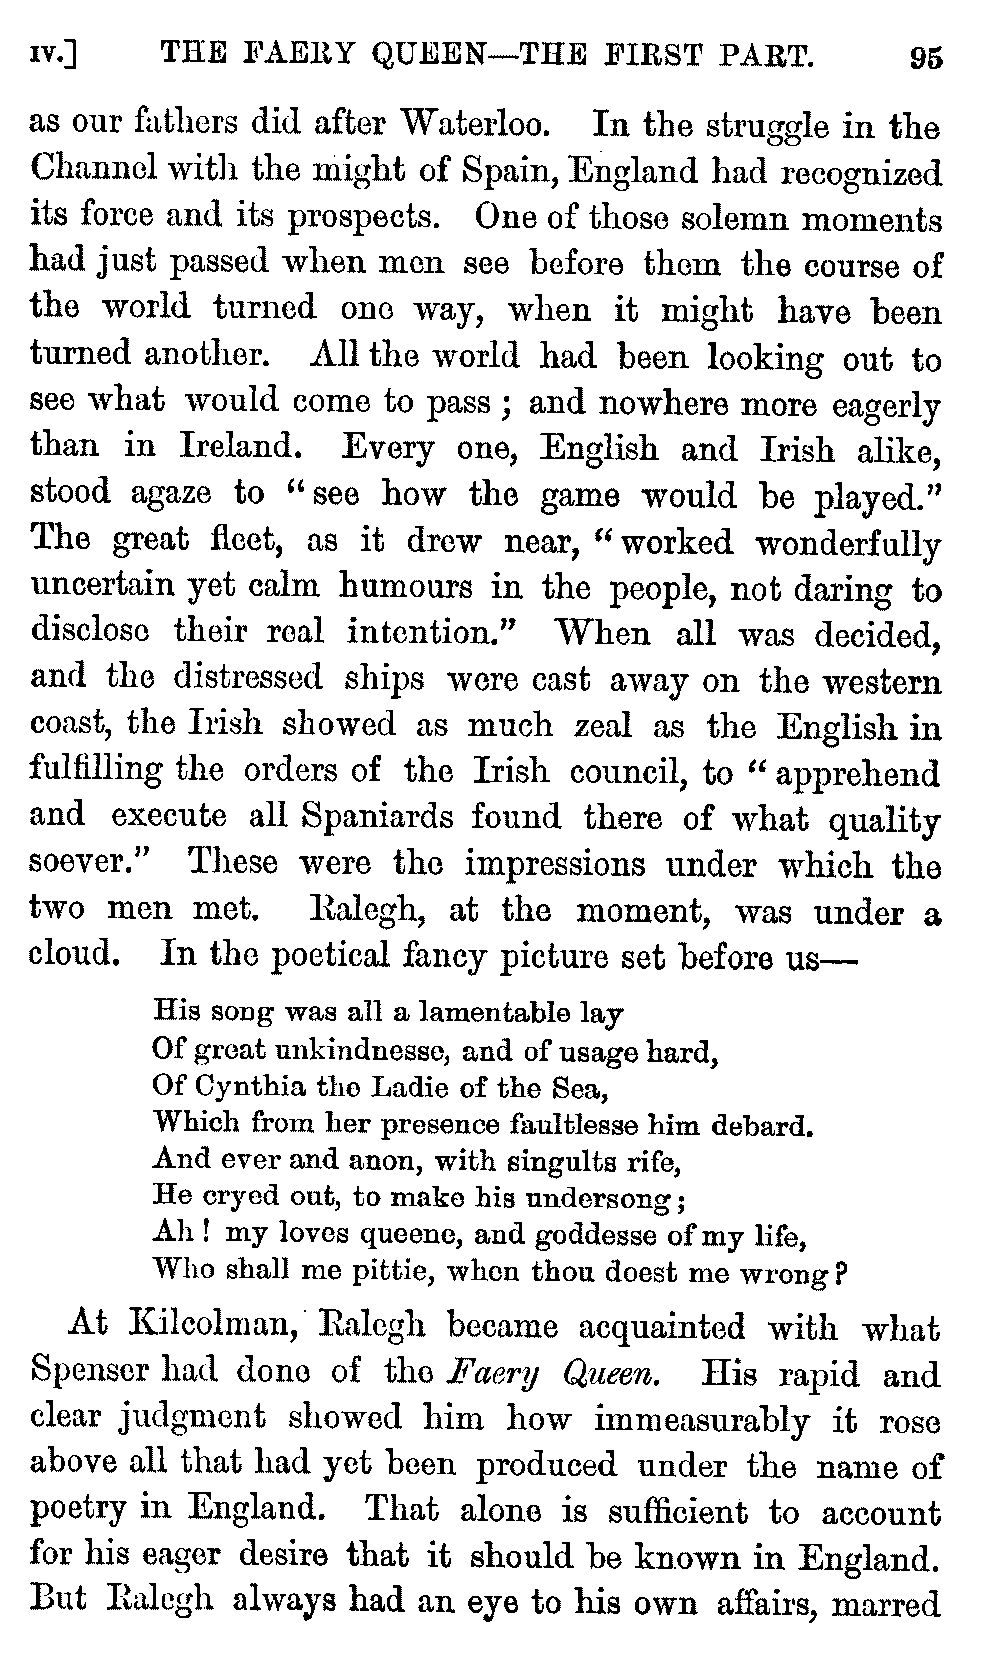 IV.] THE FAERY QUEEN—THE FIRST PART. 95
as our fathers did after Waterloo. In the struggle in the
Channel with the might of Spain, England had recognized
its force and its prospects. One of those solemn moments
had just passed when men see before them the course of
the world turned one way, when it might have been
turned another. All the world had been looking out to
see what would come to pass ; and nowhere more eagerly
than in Ireland. Every one, English and Irish alike,
stood agaze to “ see how the game would be played.”
The great fleet, as it drew near, “ worked wonderfully
uncertain yet calm humours in the people, not daring to
disclose their real intention.” When all was decided,
and the distressed ships were cast away on the western
coast, the Irish showed as much zeal as the English in
fulfilling the orders of the Irish council, to “ apprehend
and execute all Spaniards found there of what quality
soever.” These were the impressions under which the
two men met. Ralegh, at the moment, was under a
cloud. In the poetical fancy picture set before us—
His song was all a lamentable lay
Of great unkindnesse, and of usage hard,
Of Cynthia the Ladie of the Sea,
Which from her presence faultlesse him debard.
And ever and anon, with singults rife,
He cryed out, to make his undersong ;
Ah ! my loves queene, and goddesse of my life,
Who shall me pittie, when thou doest me wrong ?
At Kilcolman, Ralegh became acquainted with what
Spenser had done of the Faery Queen. His rapid and
clear judgment showed him how immeasurably it rose
above all that had yet been produced under the name of
poetry in England. That alone is sufficient to account
for his eager desire that it should be known in England.
But Ralegh always had an eye to his own affairs, marred